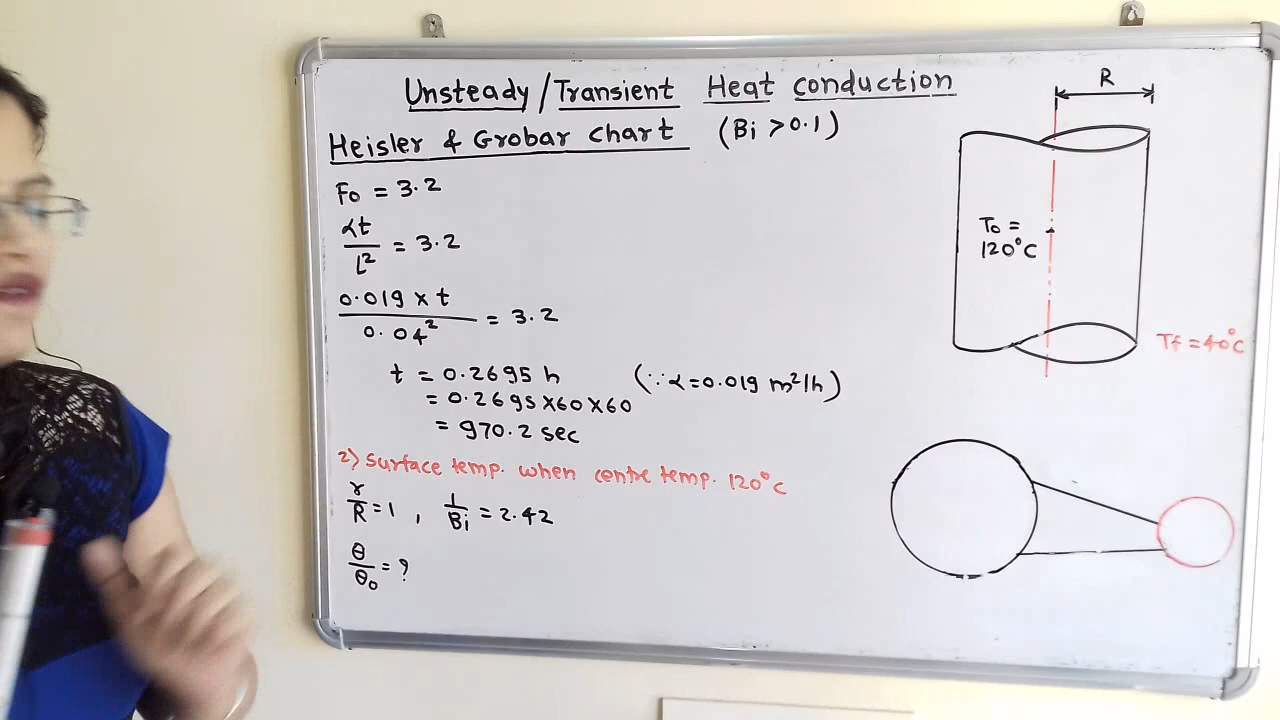 Unsteady/Transient Heat conduction
Heisler & Grobar chart (Bi > 0.1)
Fo = 3.2
αt / L² = 3.2
0.019 x t / 0.04² = 3.2
t = 0.2695 h (∵ α = 0.019 m²/h)
= 0.2695 X60 X60
= 970.2 sec
2) Surface temp. when centre temp. 120°C
r/R = 1 , 1/Bi = 2.42
θ/θ₀ = ?
R
To =
120°C
Tf = 40°C